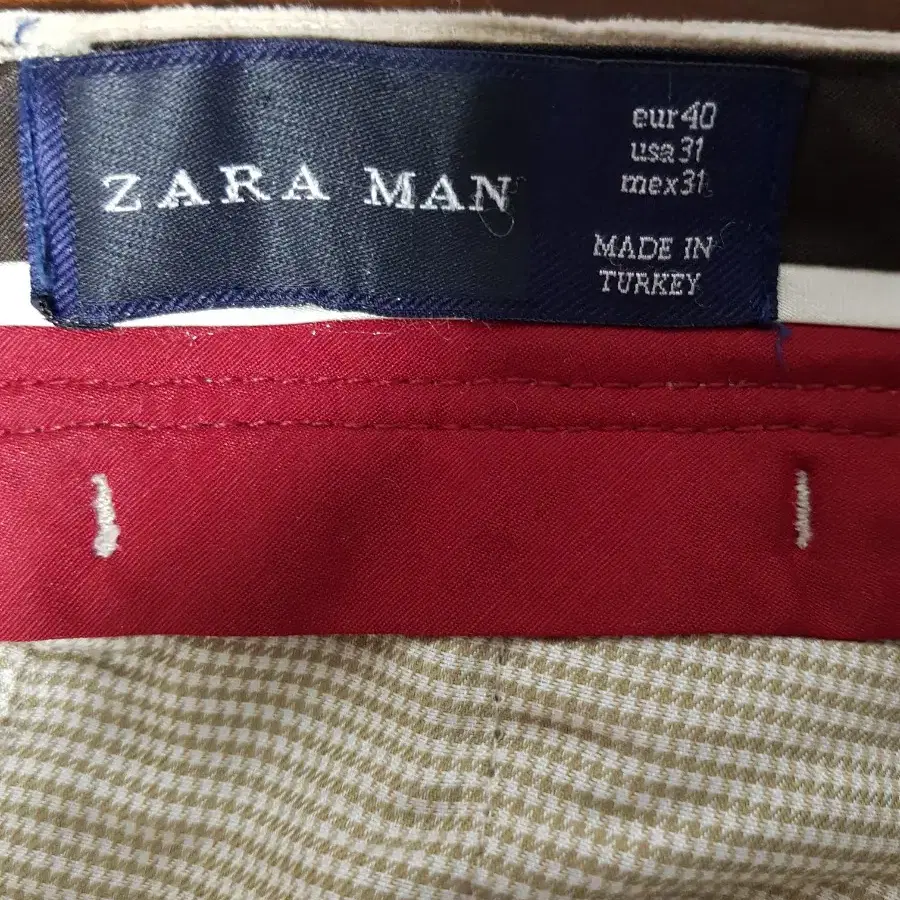 ZARA MAN
eur 40
usa 31
mex 31
MADE IN
TURKEY